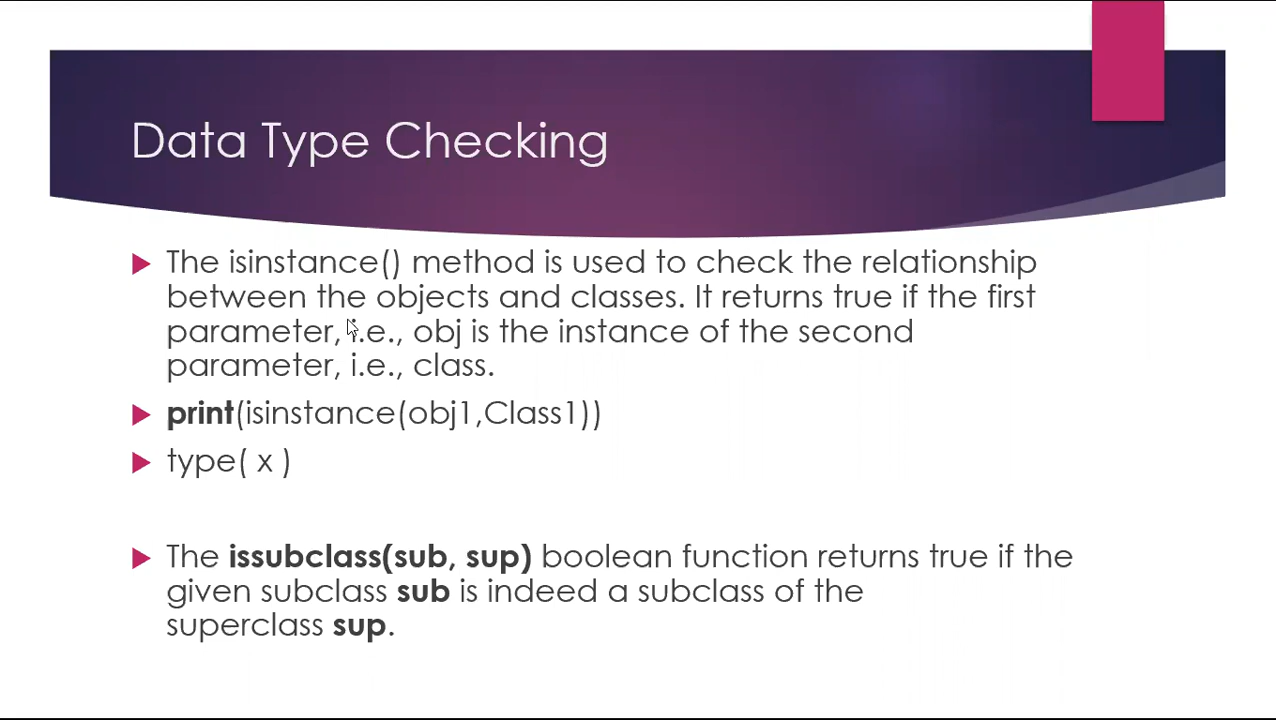 Data Type Checking
The isinstance() method is used to check the relationship
between the objects and classes. It returns true if the first
parameter, i.e., obj is the instance of the second
parameter, i.e., class.
print(isinstance(obj1,Class1))
type( x )
The issubclass(sub, sup) boolean function returns true if the
given subclass sub is indeed a subclass of the
superclass sup.